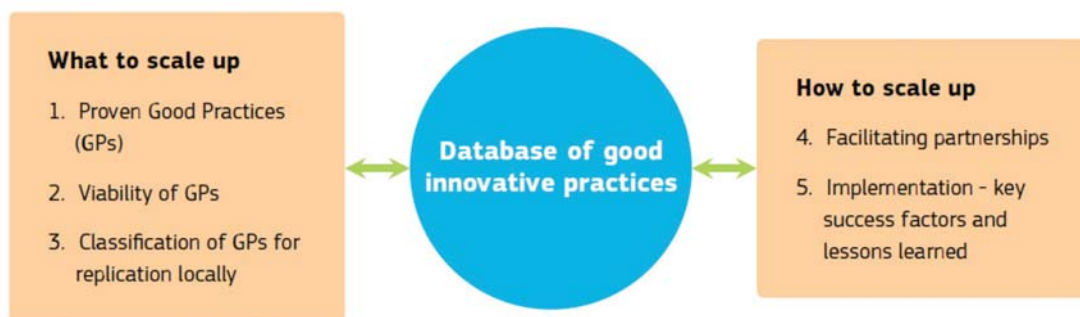 What to scale up
1. Proven Good Practices
(GPs)
2. Viability of GPs
3. Classification of GPs for
replication locally
Database of good
innovative practices
How to scale up
4. Facilitating partnerships
5. Implementation - key
success factors and
lessons learned